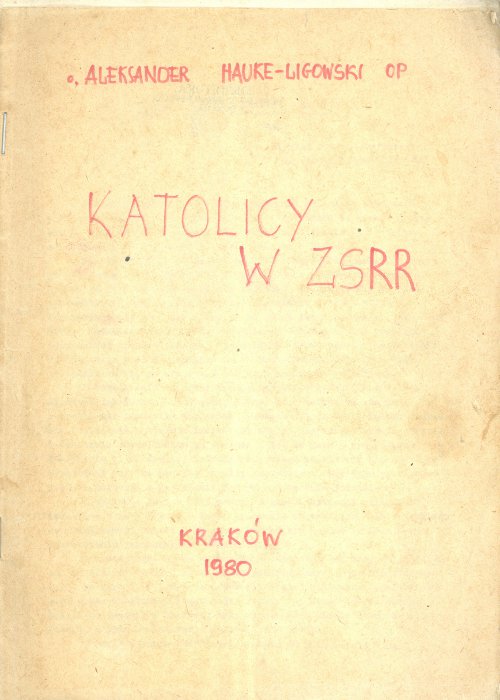 o. ALEKSANDER HAUKE-LIGOWSKI OP
KATOLICY
W ZSRR
KRAKÓW
1980